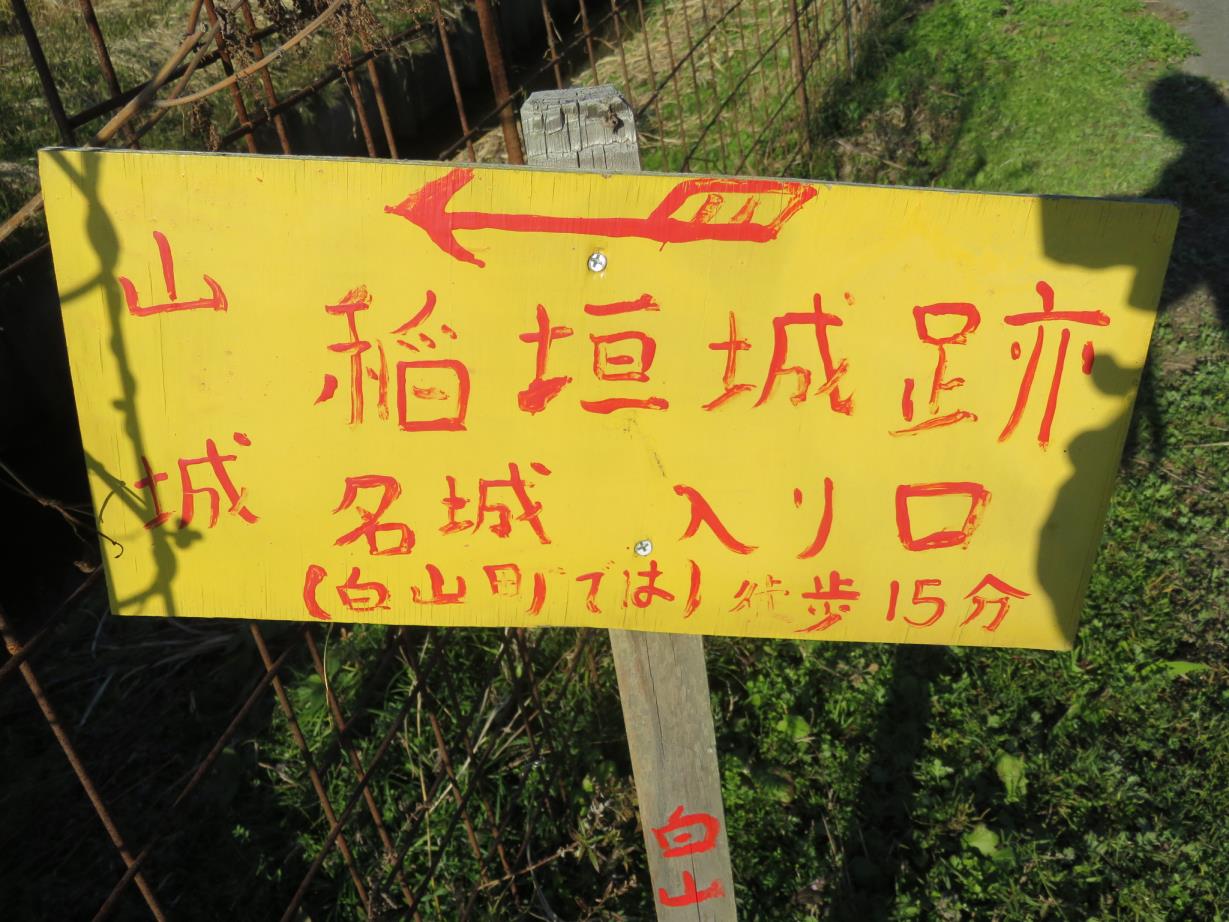 山城
稲垣城跡
名城 入り口
(白山町では) 徒歩15分
白山